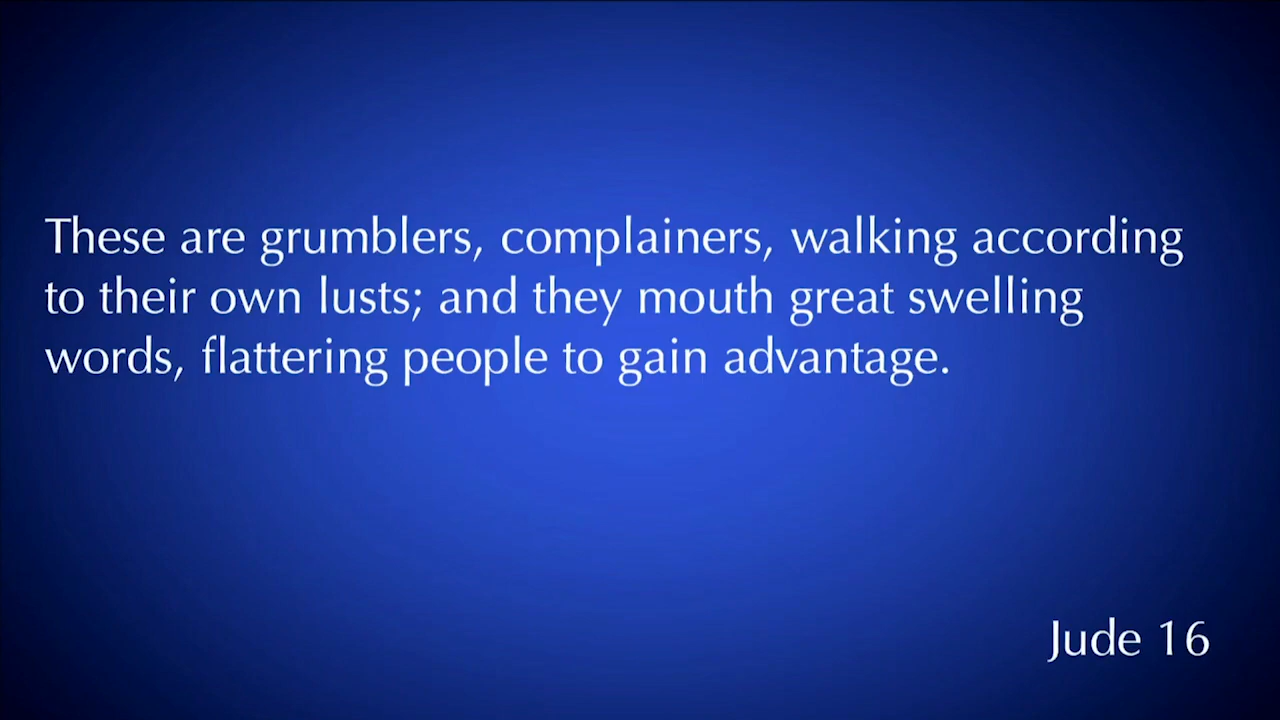 These are grumblers, complainers, walking according
to their own lusts; and they mouth great swelling
words, flattering people to gain advantage.
Jude 16